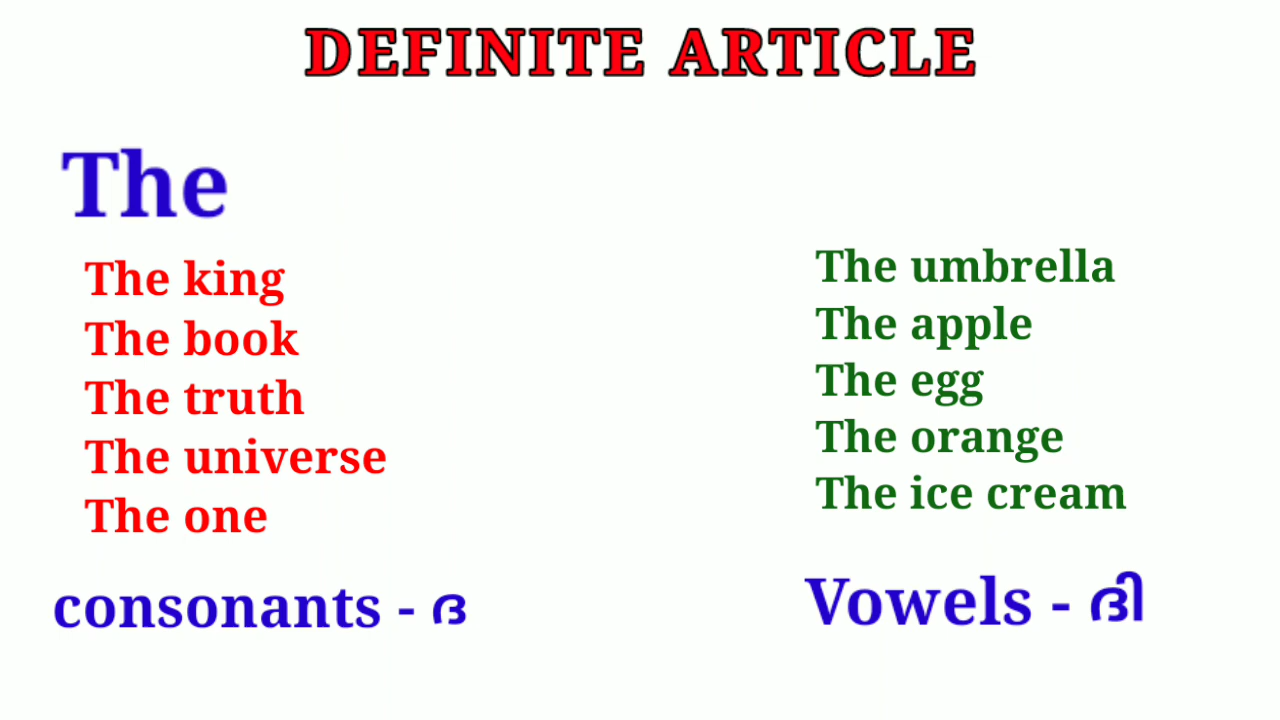 DEFINITE ARTICLE
The
The king
The book
The truth
The universe
The one
consonants - ദ
The umbrella
The apple
The egg
The orange
The ice cream
Vowels - ദി